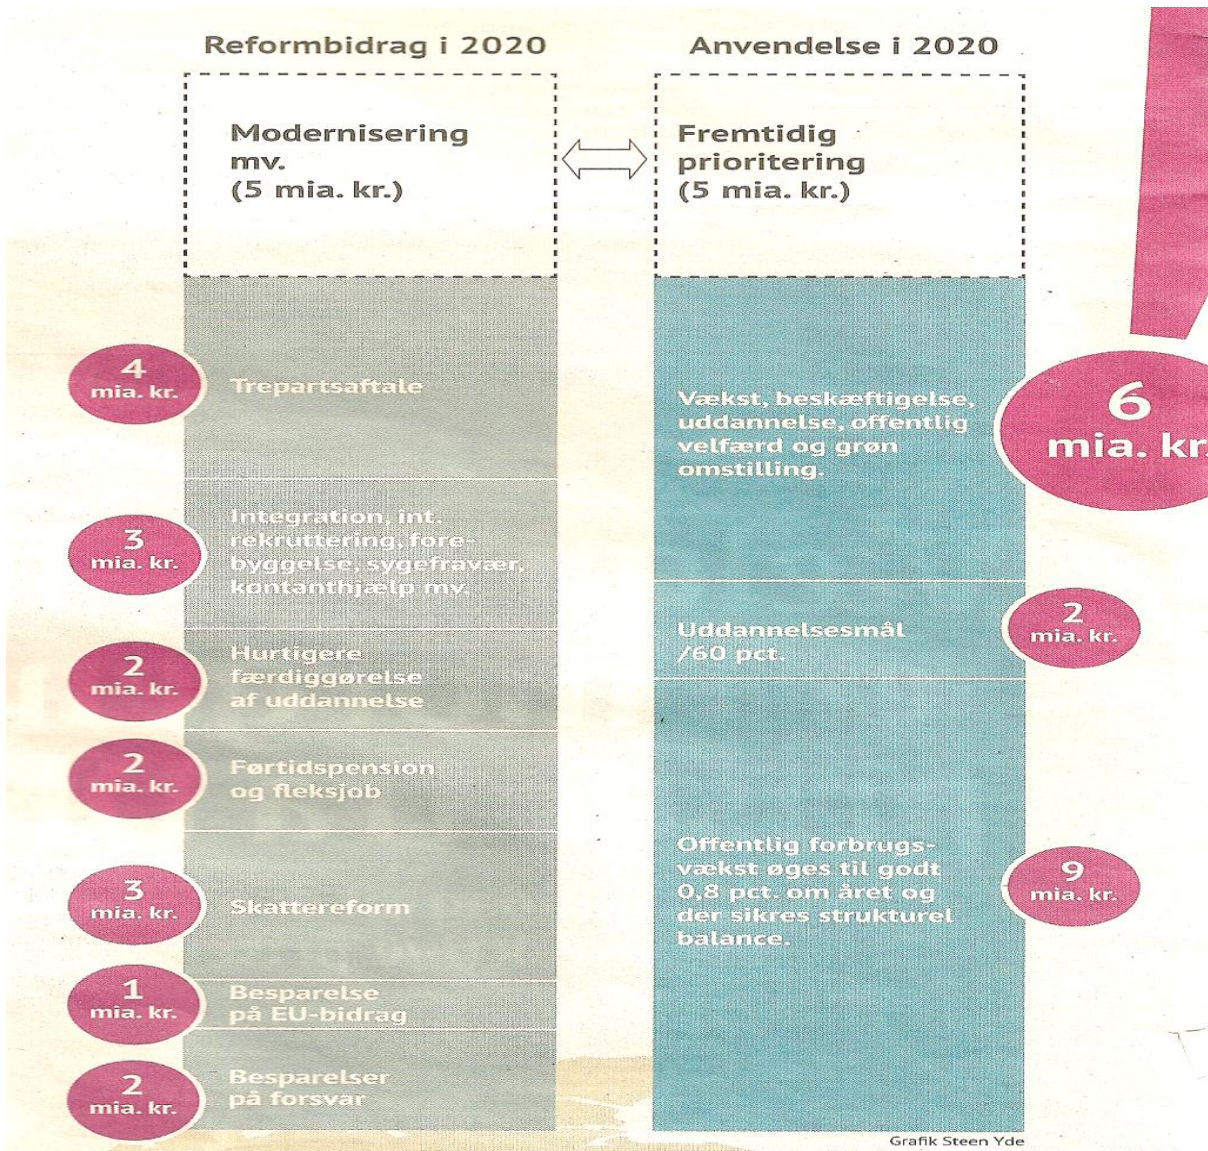 Reformbidrag i 2020
Modernisering
mv.
(5 mia. kr.)
4
mia. kr.
Trepartsaftale
3
mia. kr.
Integration, int.
rekruttering, fore-
byggelse, sygefravær,
kontanthjælp mv.
2
mia. kr.
Hurtigere
færdiggørelse
af uddannelse
2
mia. kr.
Førtidspension
og fleksjob
3
mia. kr.
Skattereform
1
mia. kr.
Besparelse
på EU-bidrag
2
mia. kr.
Besparelser
på forsvar
Anvendelse i 2020
Fremtidig
prioritering
(5 mia. kr.)
Vækst, beskæftigelse,
uddannelse, offentlig
velfærd og grøn
omstilling.
6
mia. kr.
Uddannelsesmål
/60 pct.
2
mia. kr.
Offentlig forbrugs-
vækst øges til godt
0,8 pct. om året og
der sikres strukturel
balance.
9
mia. kr.
Grafik Steen Yde